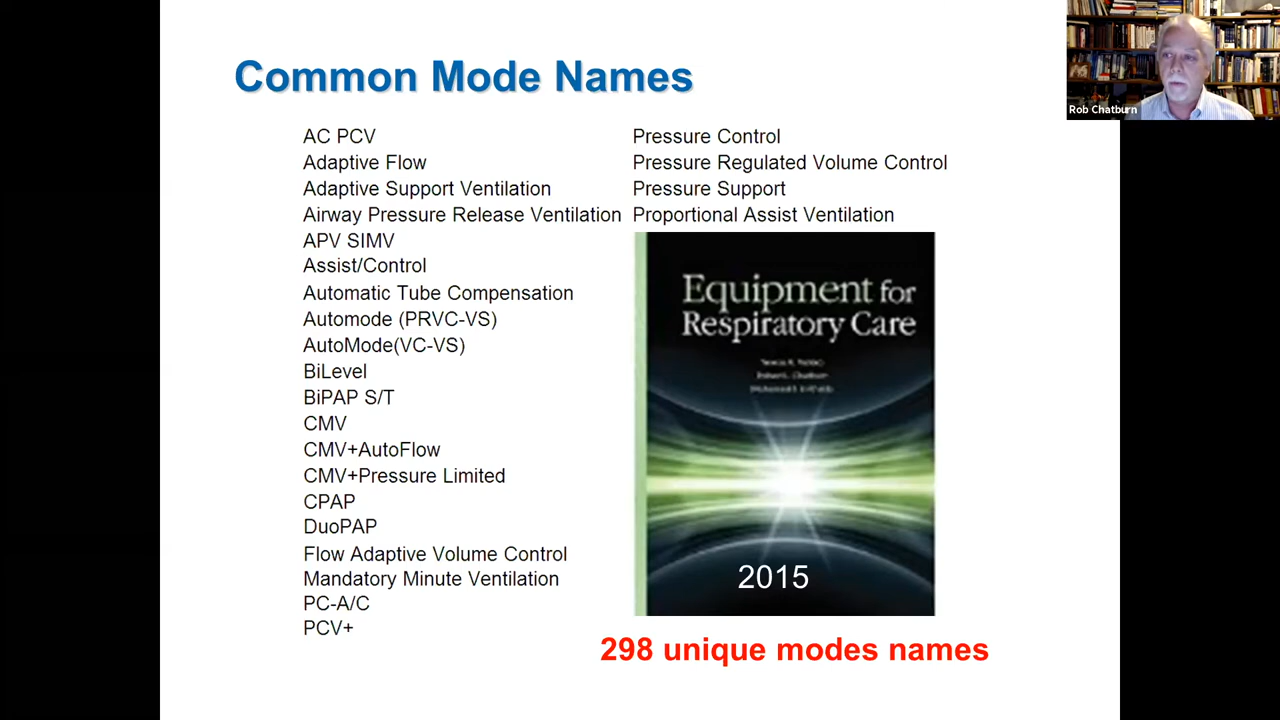 Common Mode Names
AC PCV
Adaptive Flow
Adaptive Support Ventilation
Airway Pressure Release Ventilation
APV SIMV
Assist/Control
Automatic Tube Compensation
Automode (PRVC-VS)
AutoMode(VC-VS)
BiLevel
BiPAP S/T
CMV
CMV+AutoFlow
CMV+Pressure Limited
CPAP
DuoPAP
Flow Adaptive Volume Control
Mandatory Minute Ventilation
PC-A/C
PCV+
Pressure Control
Pressure Regulated Volume Control
Pressure Support
Proportional Assist Ventilation
Equipment for
Respiratory Care
2015
298 unique modes names
Rob Chatburn